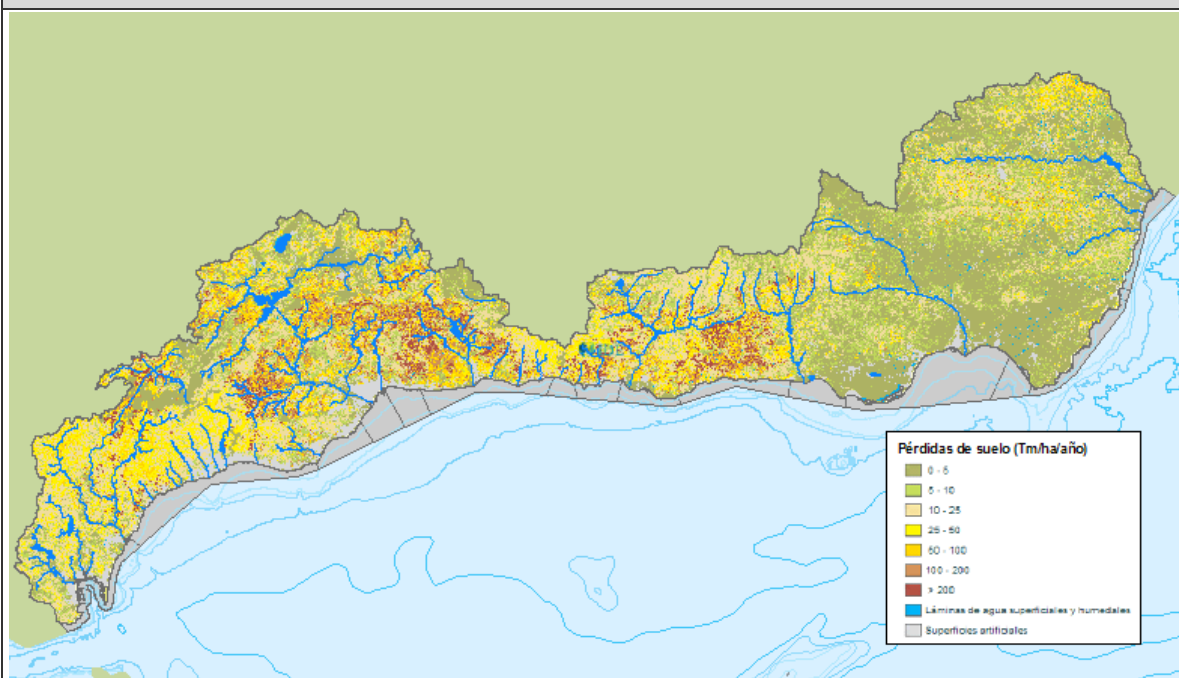 Pérdidas de suelo (Tm/ha/año)
0 - 5
5 - 10
10 - 25
25 - 50
50 - 100
100 - 200
> 200
Láminas de agua superficiales y humedales
Superficies artificiales